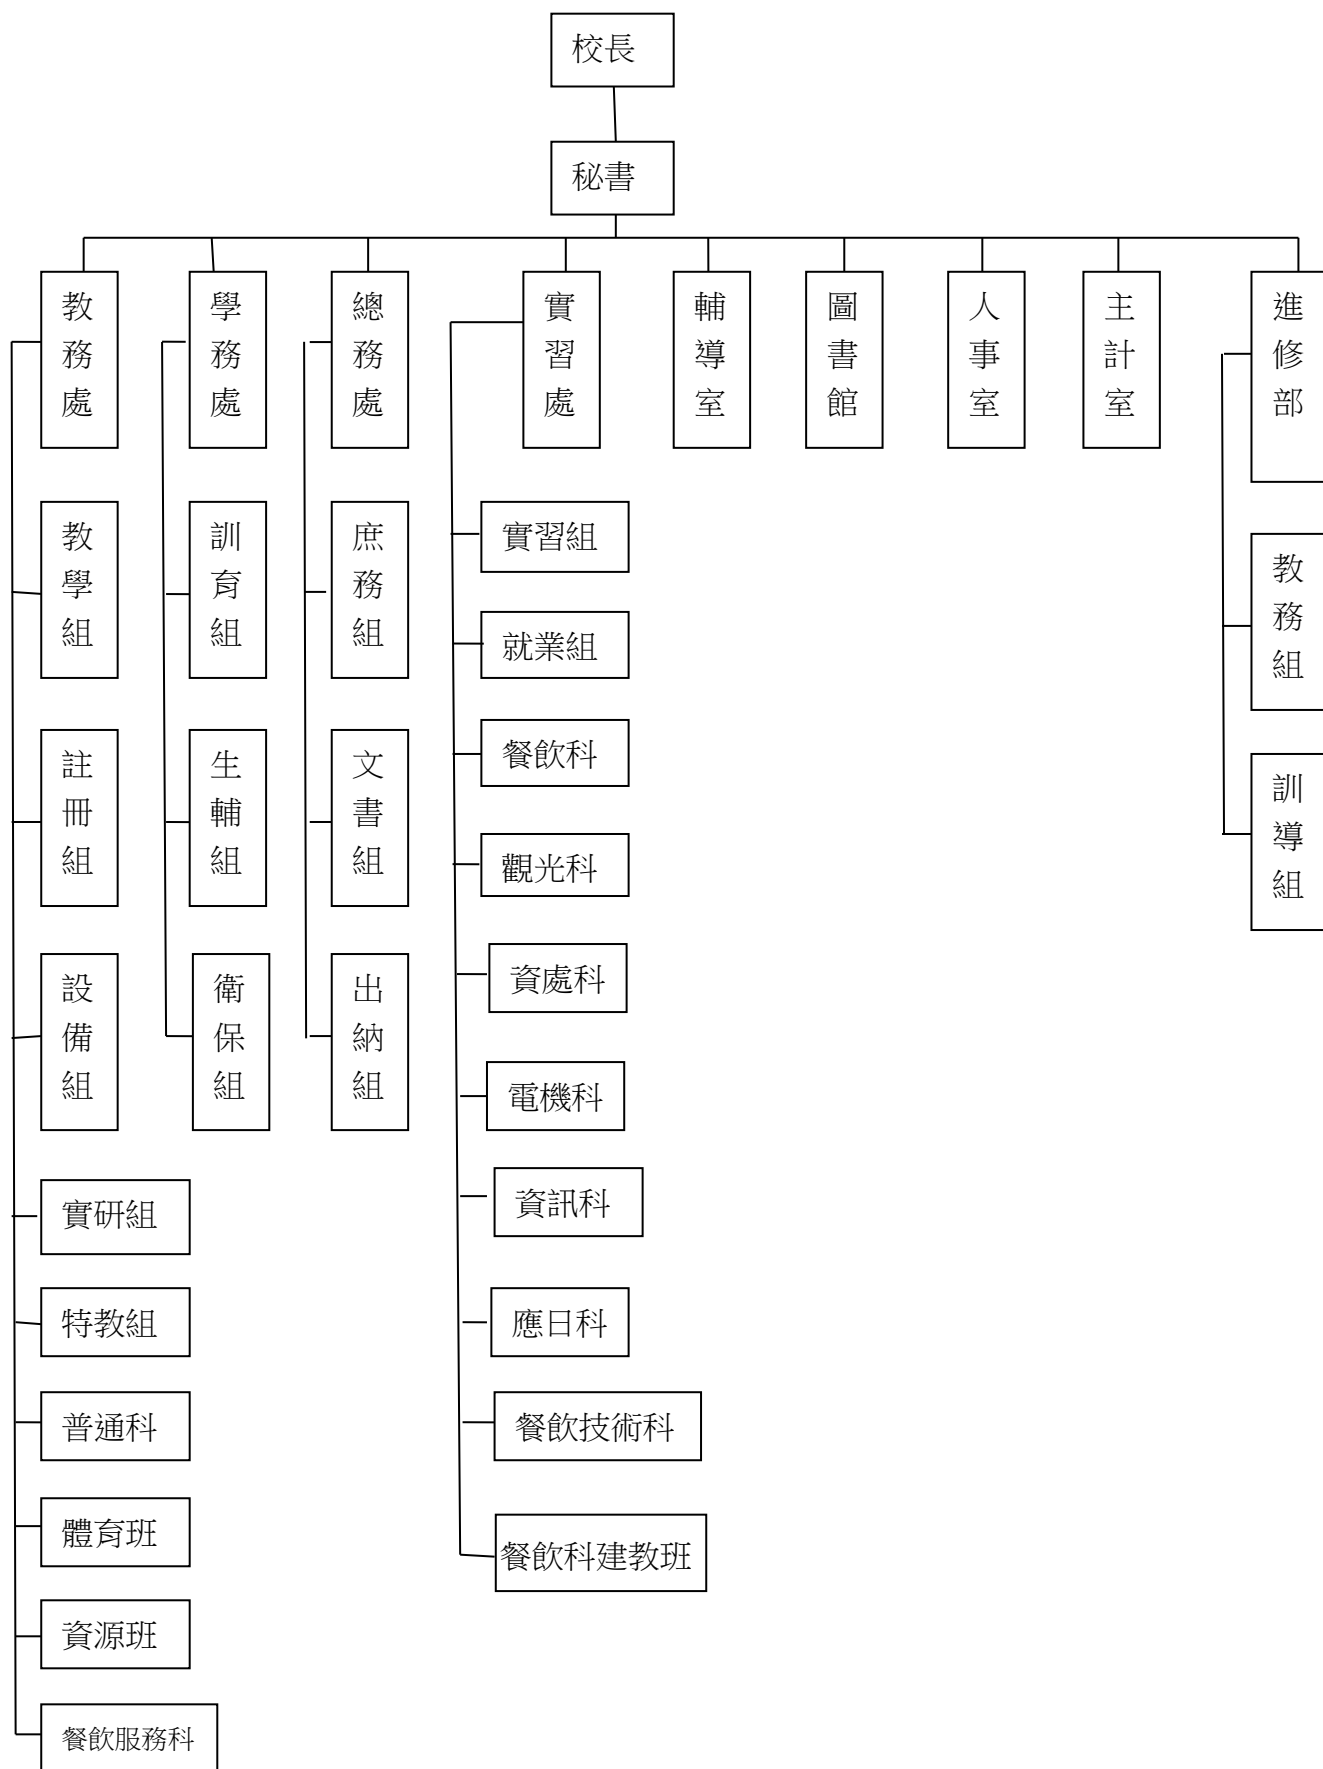 校長
秘書
教務處
學務處
總務處
實習處
輔導室
圖書館
人事室
主計室
進修部
教學組
註冊組
設備組
實研組
特教組
普通科
體育班
資源班
餐飲服務科
訓育組
生輔組
衛保組
庶務組
文書組
出納組
實習組
就業組
餐飲科
觀光科
資處科
電機科
資訊科
應日科
餐飲技術科
餐飲科建教班
教務組
訓導組